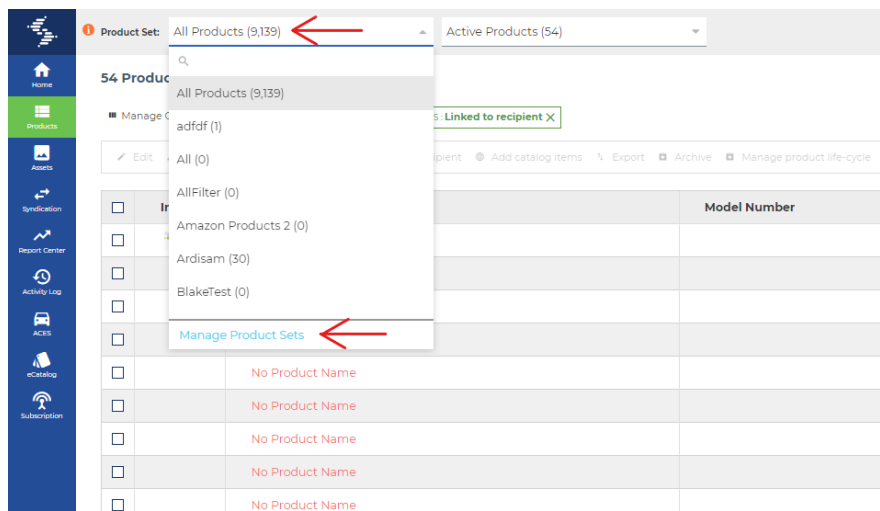 Product Set: All Products (9,139) Active Products (54)
Home
Products
Assets
Syndication
Report Center
Activity Log
ACES
eCatalog
Subscription
54 Produc
All Products (9,139)
adfdf (1)
All (0)
AllFilter (0)
Amazon Products 2 (0)
Ardisam (30)
BlakeTest (0)
Manage Product Sets
Manage C
S : Linked to recipient X
Edit
pient Add catalog items Export Archive Manage product life-cycle
Ir
Model Number
No Product Name
No Product Name
No Product Name
No Product Name
No Product Name